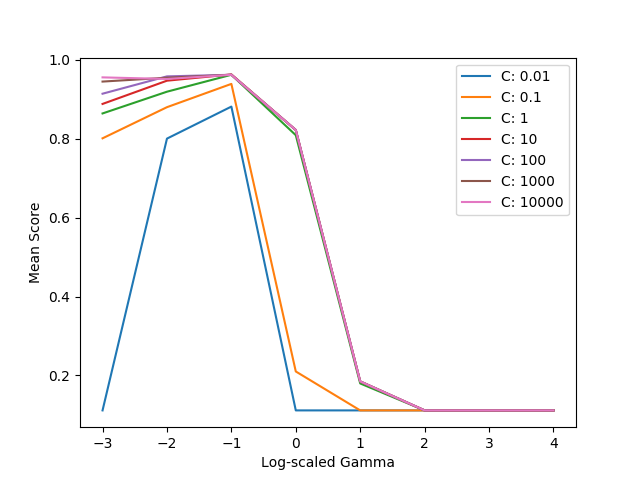 1.0
0.8
0.6
0.4
0.2
Mean Score
−3 −2 −1 0 1 2 3 4
Log-scaled Gamma
C: 0.01
C: 0.1
C: 1
C: 10
C: 100
C: 1000
C: 10000